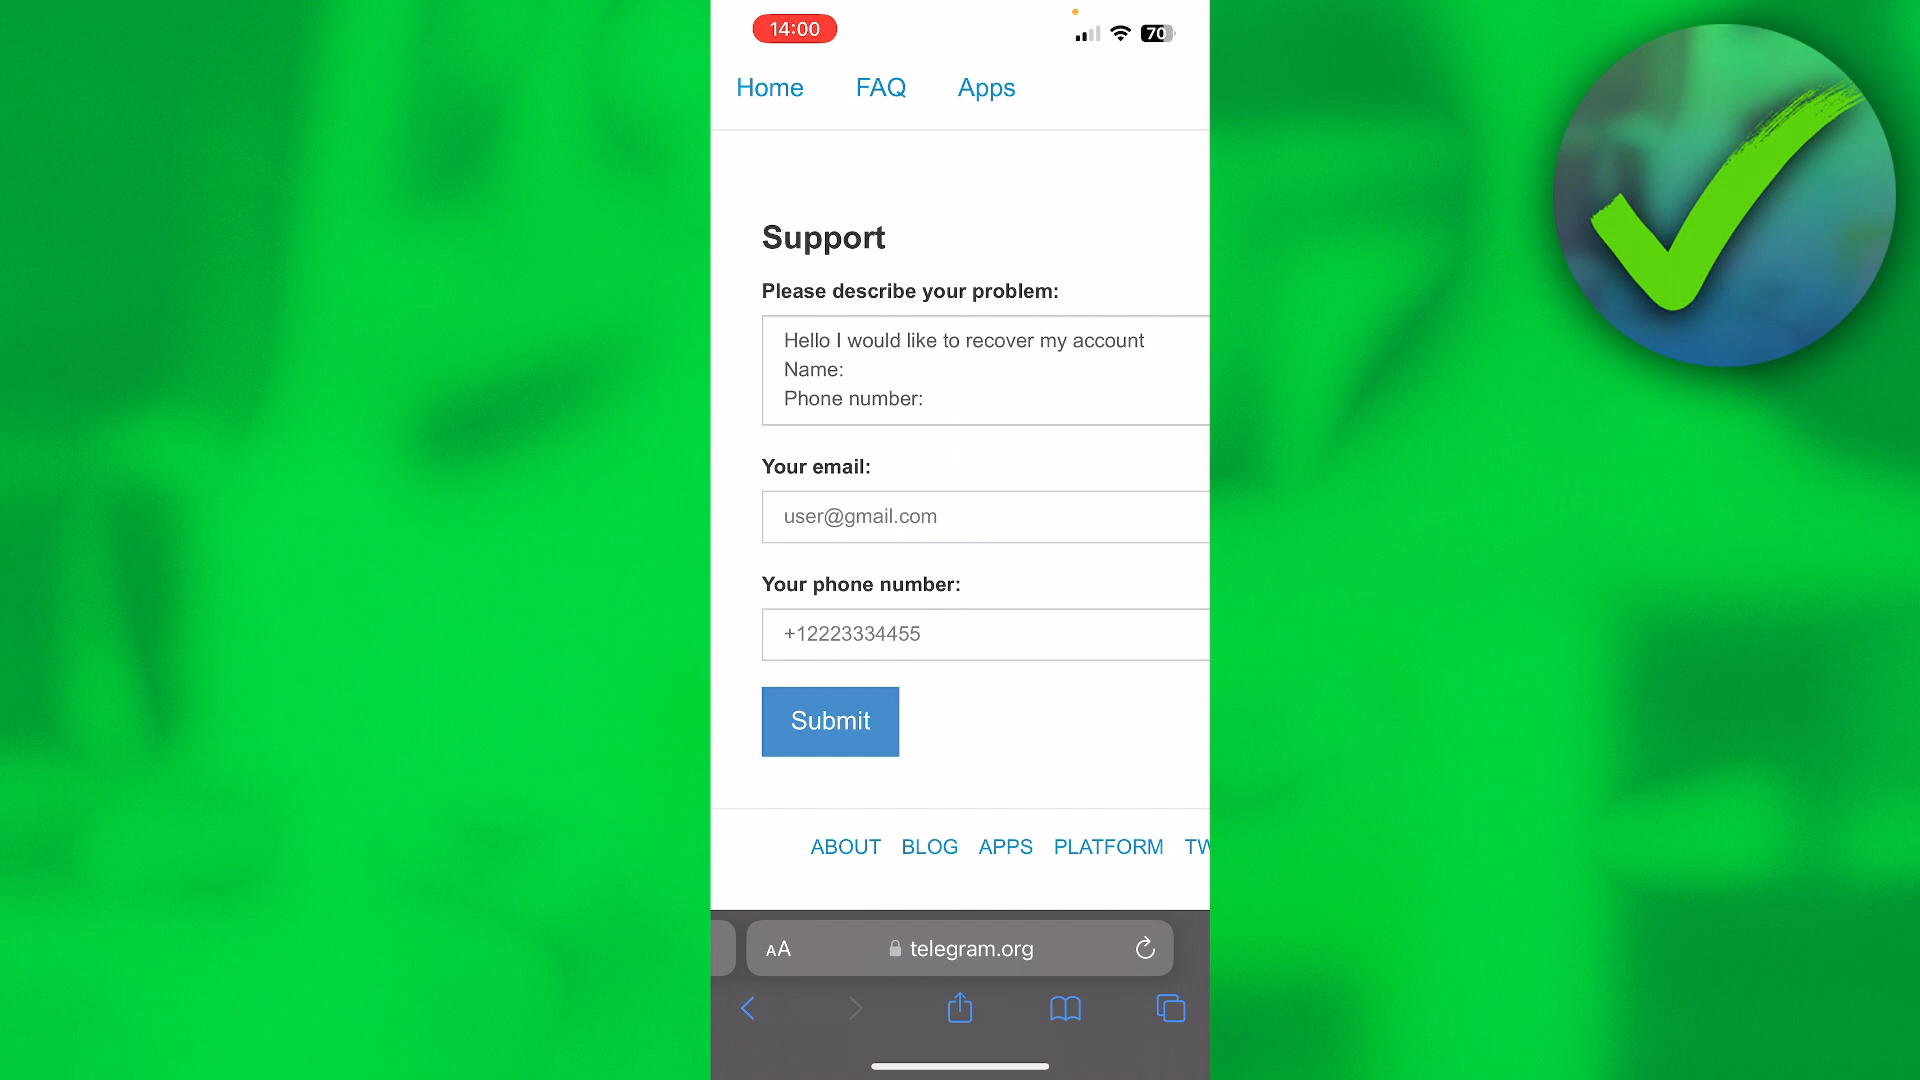 14:00
70
Home FAQ Apps
Support
Please describe your problem:
Hello I would like to recover my account
Name:
Phone number:
Your email:
user@gmail.com
Your phone number:
+12223334455
Submit
ABOUT BLOG APPS PLATFORM TW
AA telegram.org